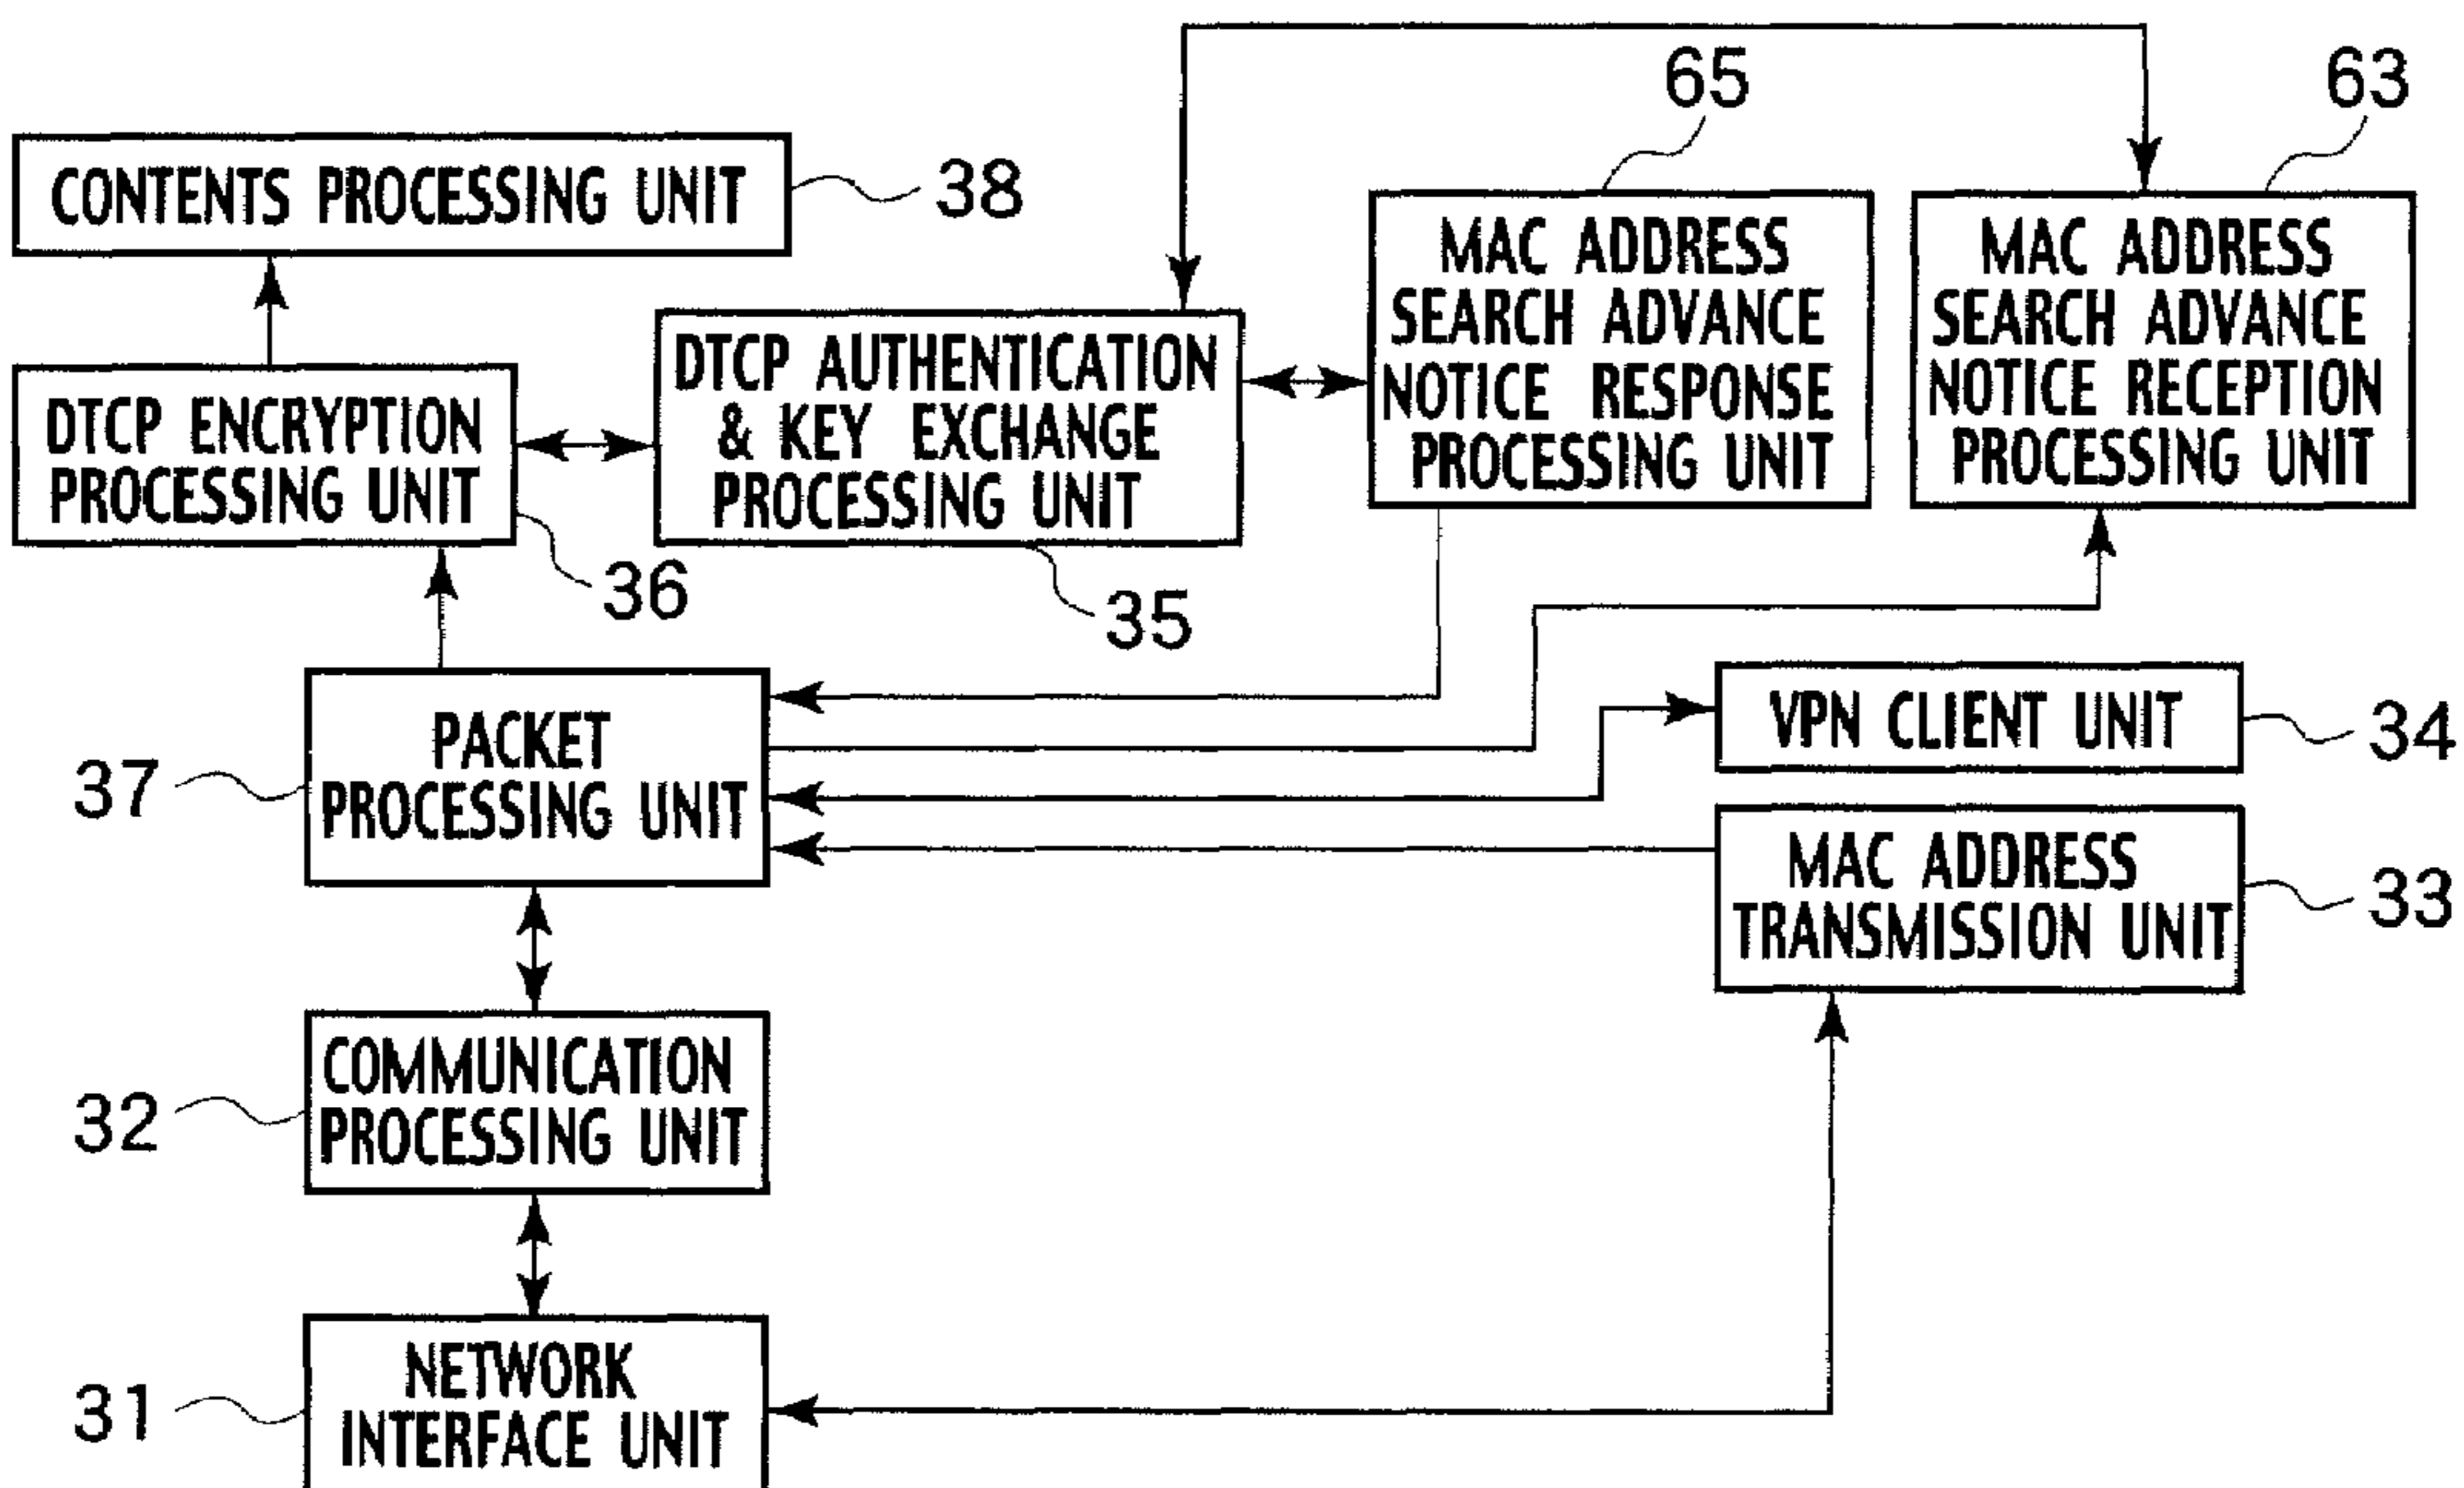 65
63
CONTENTS PROCESSING UNIT
38
MAC ADDRESS
SEARCH ADVANCE
NOTICE RESPONSE
PROCESSING UNIT
MAC ADDRESS
SEARCH ADVANCE
NOTICE RECEPTION
PROCESSING UNIT
DTCP ENCRYPTION
PROCESSING UNIT
DTCP AUTHENTICATION
& KEY EXCHANGE
PROCESSING UNIT
36
35
PACKET
PROCESSING UNIT
37
VPN CLIENT UNIT
34
MAC ADDRESS
TRANSMISSION UNIT
33
COMMUNICATION
PROCESSING UNIT
32
NETWORK
INTERFACE UNIT
31